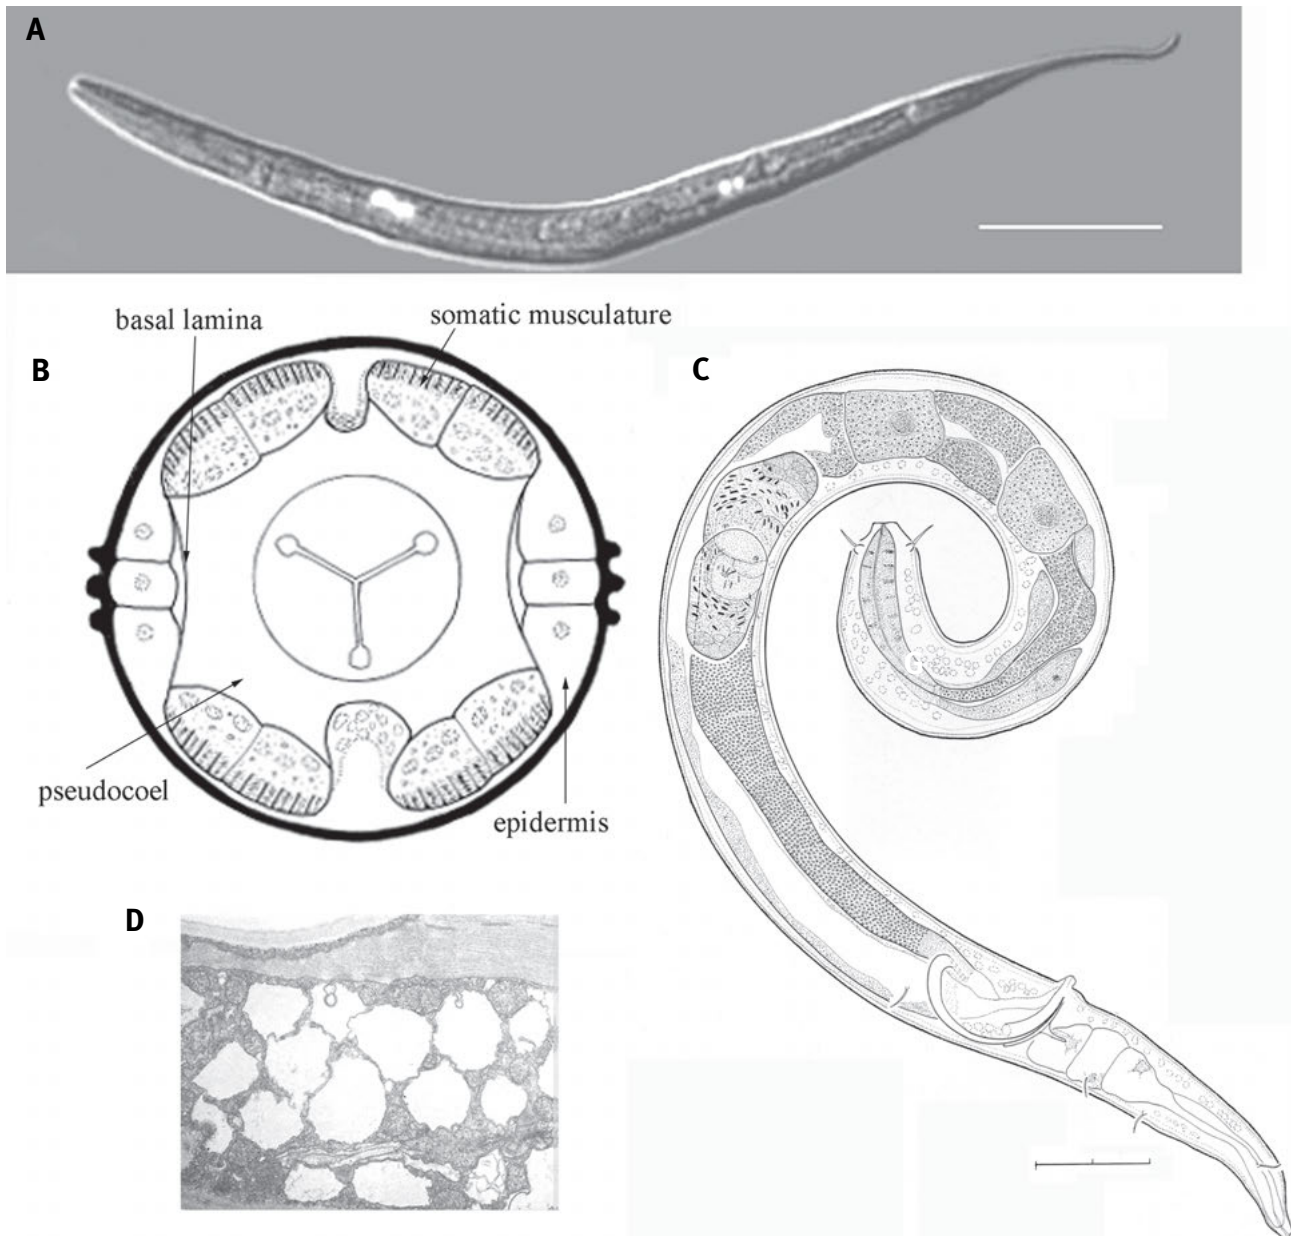 A
basal lamina
somatic musculature
B
C
pseudocoel
epidermis
D